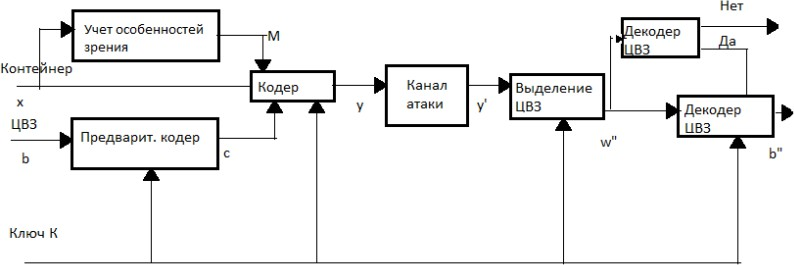 Учет особенностей
зрения
M
Контейнер
x
Кодер
ЦВЗ
b
Предварит. кодер
c
y
Канал
атаки
y'
Выделение
ЦВЗ
w"
Декодер
ЦВЗ
Нет
Да
Декодер
ЦВЗ
b"
Ключ К